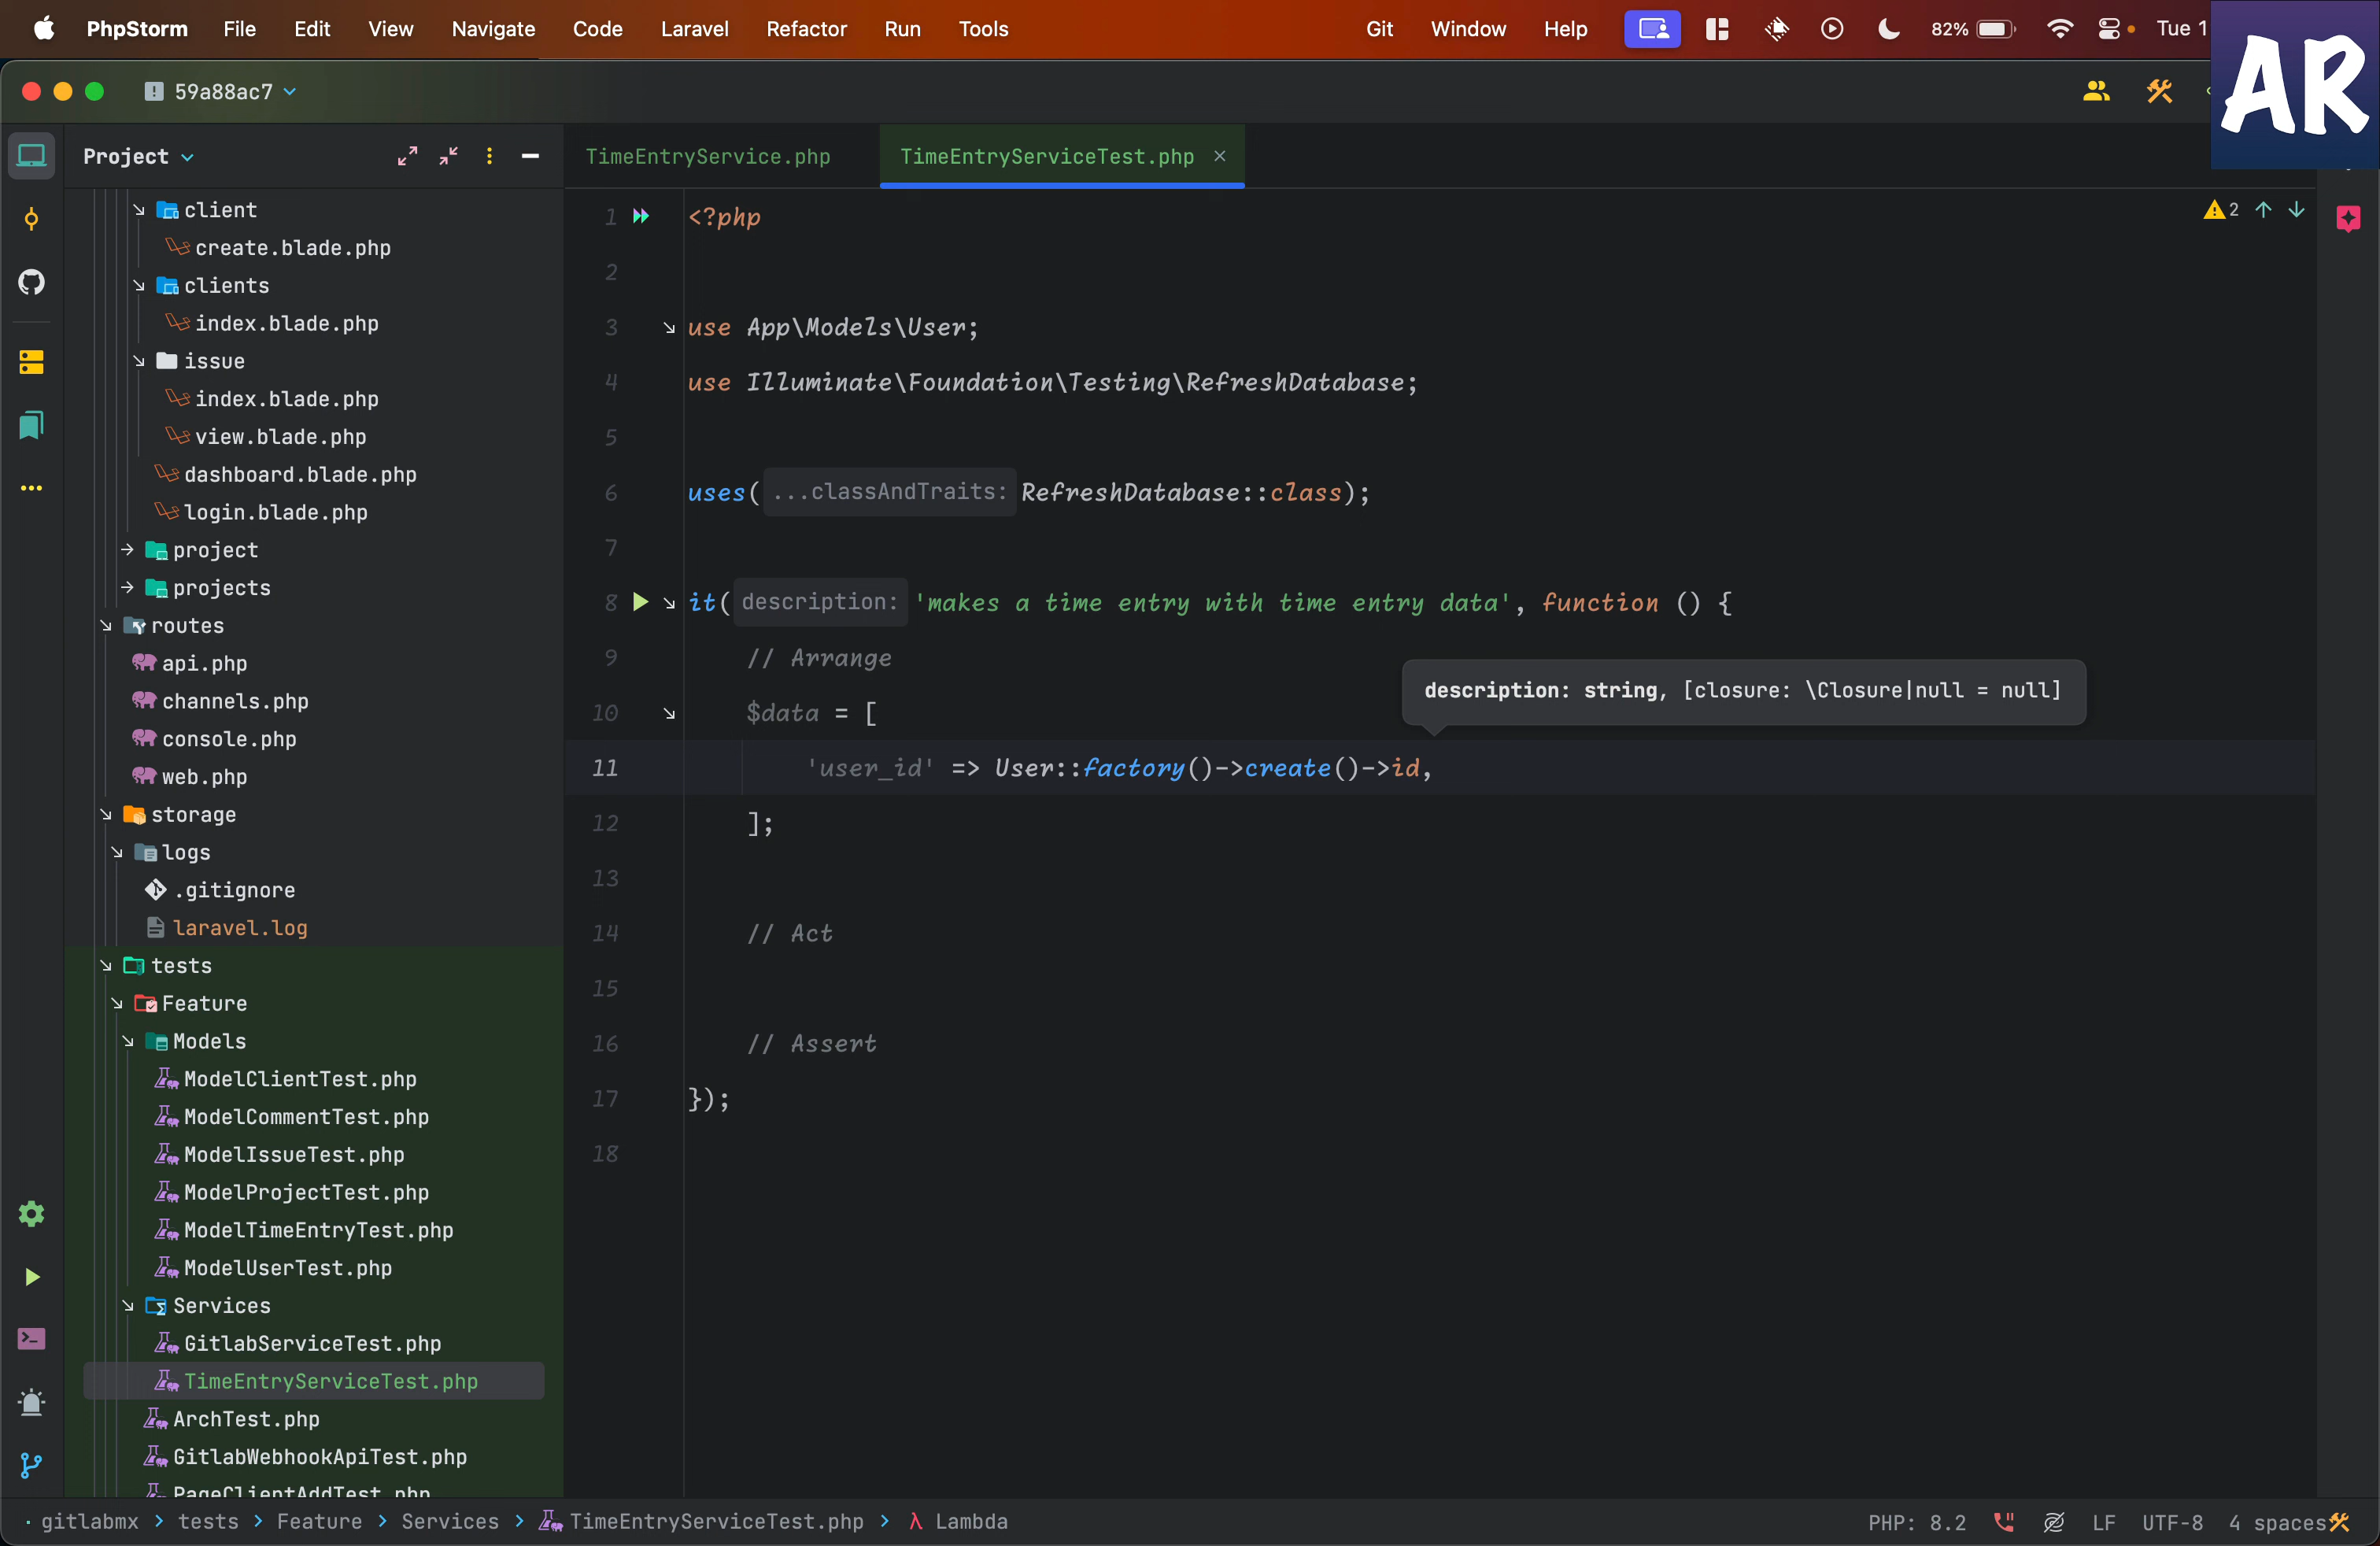 PhpStorm File Edit View Navigate Code Laravel Refactor Run Tools Git Window Help 82% Tue 1
AR
59a88ac7
Project
TimeEntryService.php TimeEntryServiceTest.php
client
create.blade.php
clients
index.blade.php
issue
index.blade.php
view.blade.php
dashboard.blade.php
login.blade.php
project
projects
routes
api.php
channels.php
console.php
web.php
storage
logs
.gitignore
laravel.log
tests
Feature
Models
ModelClientTest.php
ModelCommentTest.php
ModelIssueTest.php
ModelProjectTest.php
ModelTimeEntryTest.php
ModelUserTest.php
Services
GitlabServiceTest.php
TimeEntryServiceTest.php
ArchTest.php
GitlabWebhookApiTest.php
PageClientAddTest.php
2
1 <?php
2
3 use App\Models\User;
4 use Illuminate\Foundation\Testing\RefreshDatabase;
5
6 uses( ...classAndTraits: RefreshDatabase::class);
7
8 it( description: 'makes a time entry with time entry data', function () {
9 // Arrange
description: string, [closure: \Closure|null = null]
10 $data = [
11 'user_id' => User::factory()->create()->id,
12 ];
13
14 // Act
15
16 // Assert
17 });
18
gitlabmx > tests > Feature > Services > TimeEntryServiceTest.php > λ Lambda
PHP: 8.2 LF UTF-8 4 spaces